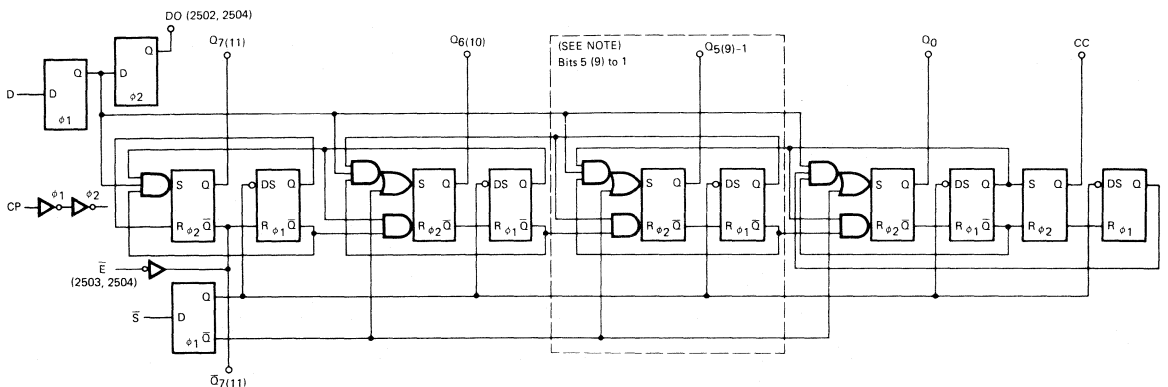 DO (2502, 2504)
Q7(11)
Q6(10)
(SEE NOTE)
Bits 5 (9) to 1
Q5(9)-1
Q0
CC
D
Q
D
ϕ1
Q
D
ϕ2
CP
ϕ1
ϕ2
S Q
R ϕ2 Q̅
DS Q
R ϕ1 Q̅
S Q
R ϕ2 Q̅
DS Q
R ϕ1 Q̅
S Q
R ϕ2 Q̅
DS Q
R ϕ1 Q̅
S Q
R ϕ2 Q̅
DS Q
R ϕ1 Q̅
S Q
R ϕ2
DS Q
R ϕ1
E̅
(2503, 2504)
S̅
Q
D
ϕ1 Q̅
Q̅7(11)